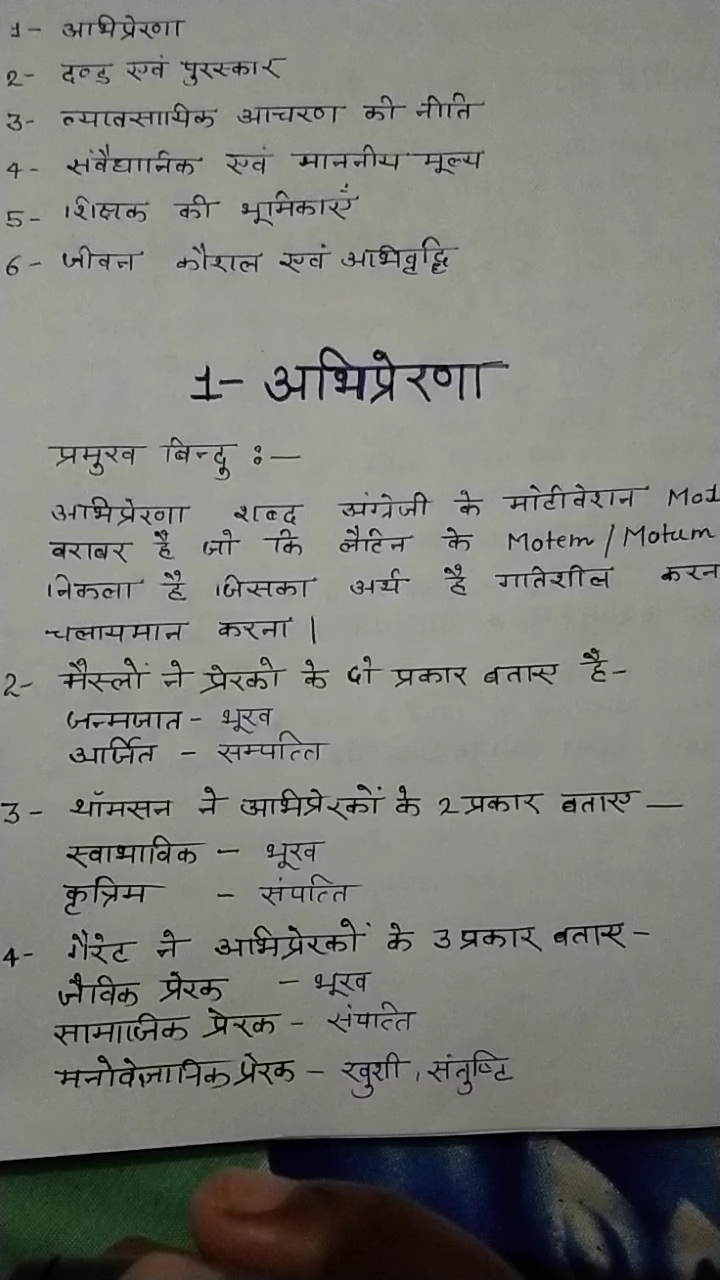 1- अभिप्रेरणा
2- दण्ड एवं पुरस्कार
3- व्यावसायिक आचरण की नीति
4- संवैधानिक एवं माननीय मूल्य
5- शिक्षक की भूमिकाएँ
6- जीवन कौशल एवं अभिवृद्धि
1- अभिप्रेरणा
प्रमुख बिन्दु :—
अभिप्रेरणा शब्द अंग्रेजी के मोटीवेशन
बराबर है जो कि लैटिन के Motem/Motum
निकला है जिसका अर्थ है गतिशील करन
चलायमान करना।
2- मैस्लों ने प्रेरको के दो प्रकार बताए है-
जन्मजात - भूख
आर्जित - सम्पत्ति
3- थॉमसन ने अभिप्रेरकों के 2 प्रकार बताए —
स्वाभाविक - भूख
कृत्रिम - संपत्ति
4- गैरेट ने अभिप्रेरकों के 3 प्रकार बताए -
जैविक प्रेरक - भूख
सामाजिक प्रेरक - संपत्ति
मनोवैज्ञानिक प्रेरक - खुशी, संतुष्टि